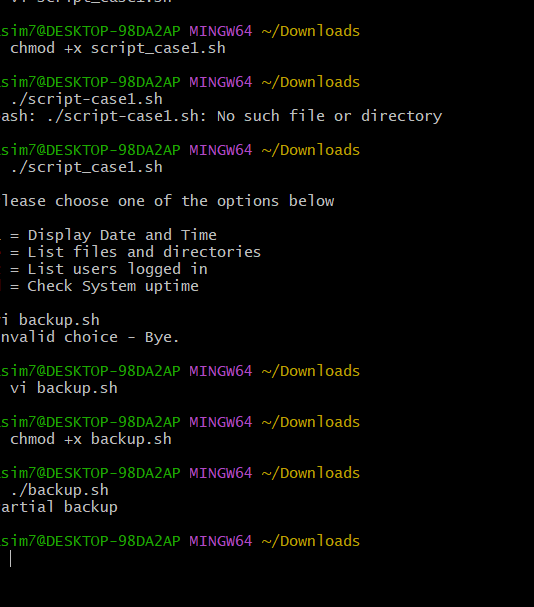 vi script_case1.sh
sim7@DESKTOP-98DA2AP MINGW64 ~/Downloads
chmod +x script_case1.sh
sim7@DESKTOP-98DA2AP MINGW64 ~/Downloads
./script-case1.sh
ash: ./script-case1.sh: No such file or directory
sim7@DESKTOP-98DA2AP MINGW64 ~/Downloads
./script_case1.sh
lease choose one of the options below
= Display Date and Time
= List files and directories
= List users logged in
= Check System uptime
i backup.sh
nvalid choice - Bye.
sim7@DESKTOP-98DA2AP MINGW64 ~/Downloads
vi backup.sh
sim7@DESKTOP-98DA2AP MINGW64 ~/Downloads
chmod +x backup.sh
sim7@DESKTOP-98DA2AP MINGW64 ~/Downloads
./backup.sh
artial backup
sim7@DESKTOP-98DA2AP MINGW64 ~/Downloads